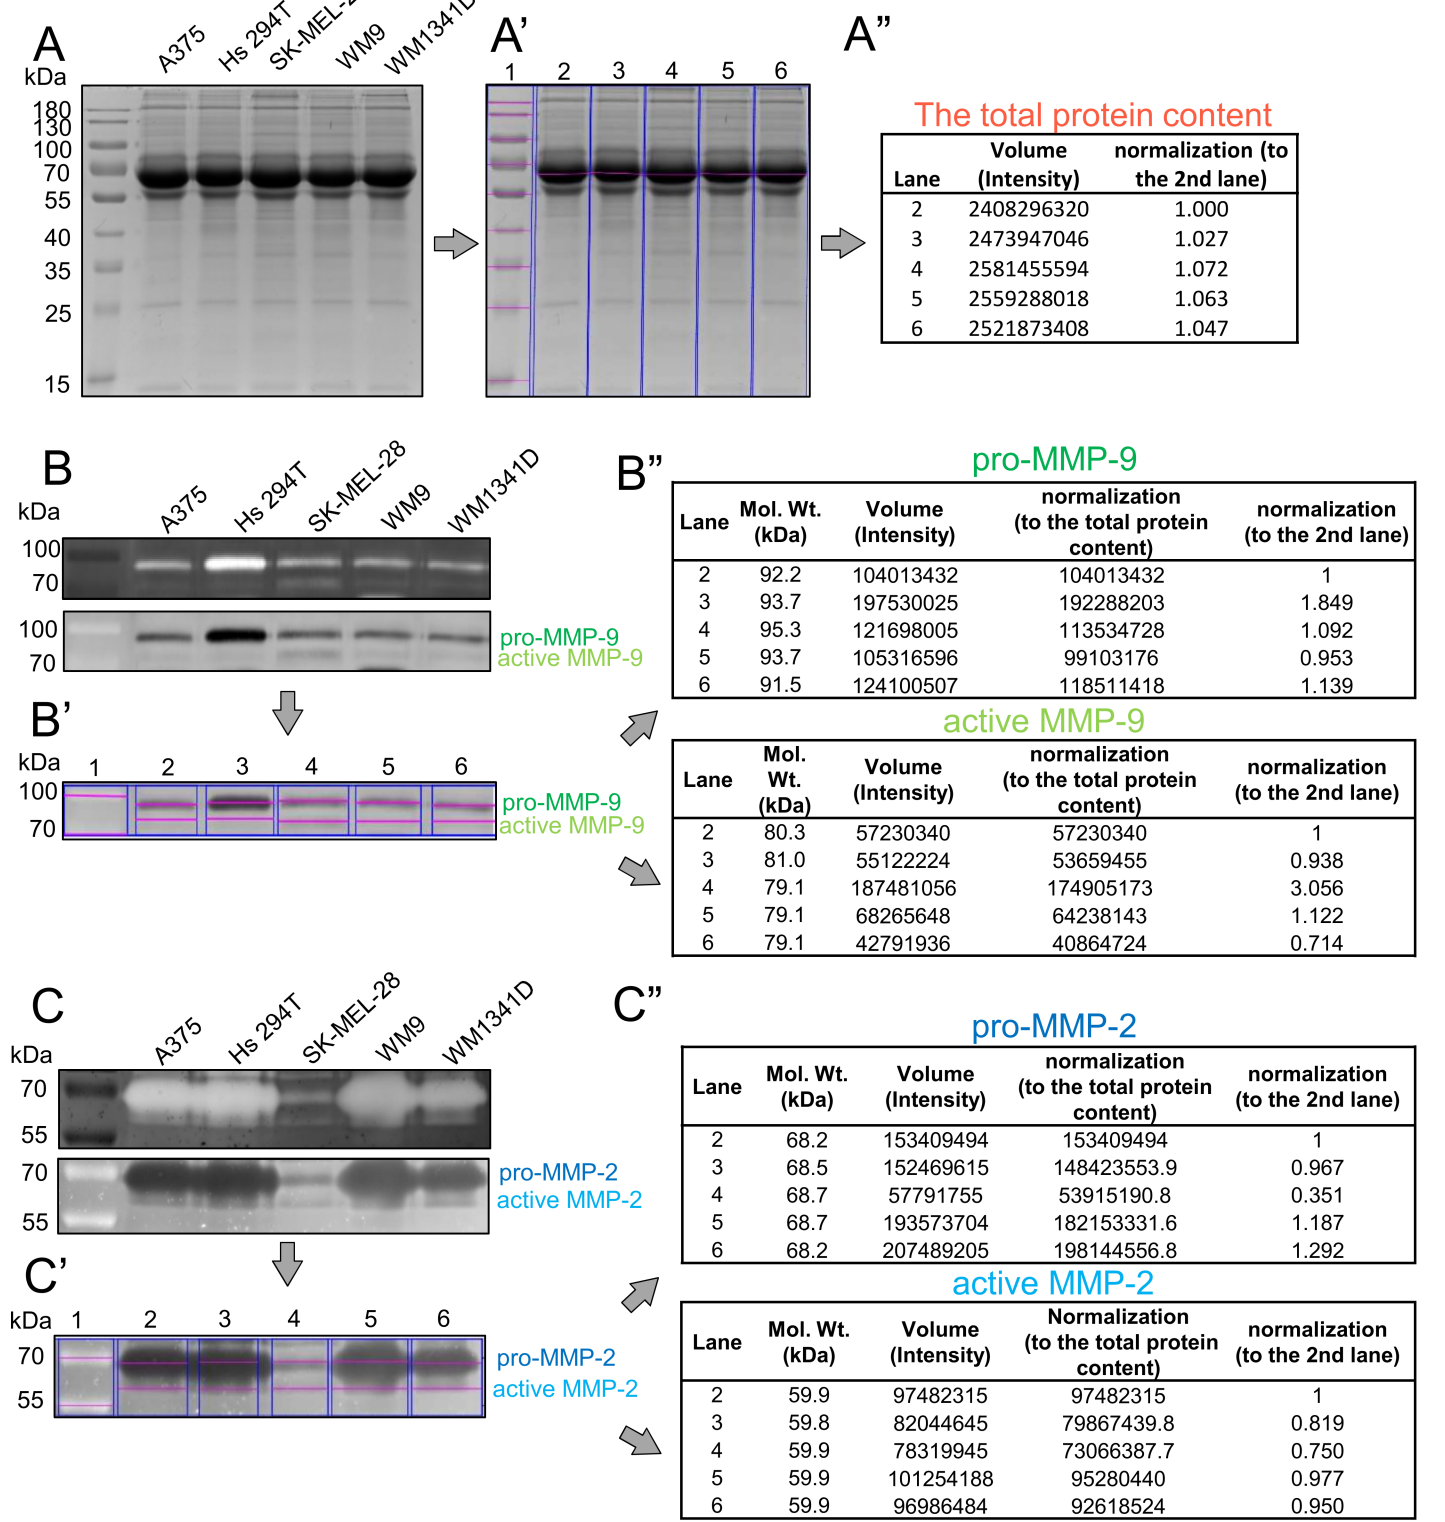 A
kDa
A375
Hs 294T
SK-MEL-2
WM9
WM1341D
180
130
100
70
55
40
35
25
15
A’
1 2 3 4 5 6
A”
The total protein content
Lane Volume (Intensity) normalization (to the 2nd lane)
2 2408296320 1.000
3 2473947046 1.027
4 2581455594 1.072
5 2559288018 1.063
6 2521873408 1.047
B
kDa
A375
Hs 294T
SK-MEL-28
WM9
WM1341D
100
70
100
70
pro-MMP-9
active MMP-9
B’
kDa
1 2 3 4 5 6
100
70
pro-MMP-9
active MMP-9
B”
pro-MMP-9
Lane Mol. Wt. (kDa) Volume (Intensity) normalization (to the total protein content) normalization (to the 2nd lane)
2 92.2 104013432 104013432 1
3 93.7 197530025 192288203 1.849
4 95.3 121698005 113534728 1.092
5 93.7 105316596 99103176 0.953
6 91.5 124100507 118511418 1.139
active MMP-9
Lane Mol. Wt. (kDa) Volume (Intensity) normalization (to the total protein content) normalization (to the 2nd lane)
2 80.3 57230340 57230340 1
3 81.0 55122224 53659455 0.938
4 79.1 187481056 174905173 3.056
5 79.1 68265648 64238143 1.122
6 79.1 42791936 40864724 0.714
C
kDa
A375
Hs 294T
SK-MEL-28
WM9
WM1341D
70
55
70
55
pro-MMP-2
active MMP-2
C’
kDa
1 2 3 4 5 6
70
55
pro-MMP-2
active MMP-2
C”
pro-MMP-2
Lane Mol. Wt. (kDa) Volume (Intensity) normalization (to the total protein content) normalization (to the 2nd lane)
2 68.2 153409494 153409494 1
3 68.5 152469615 148423553.9 0.967
4 68.7 57791755 53915190.8 0.351
5 68.7 193573704 182153331.6 1.187
6 68.2 207489205 198144556.8 1.292
active MMP-2
Lane Mol. Wt. (kDa) Volume (Intensity) Normalization (to the total protein content) normalization (to the 2nd lane)
2 59.9 97482315 97482315 1
3 59.8 82044645 79867439.8 0.819
4 59.9 78319945 73066387.7 0.750
5 59.9 101254188 95280440 0.977
6 59.9 96986484 92618524 0.950